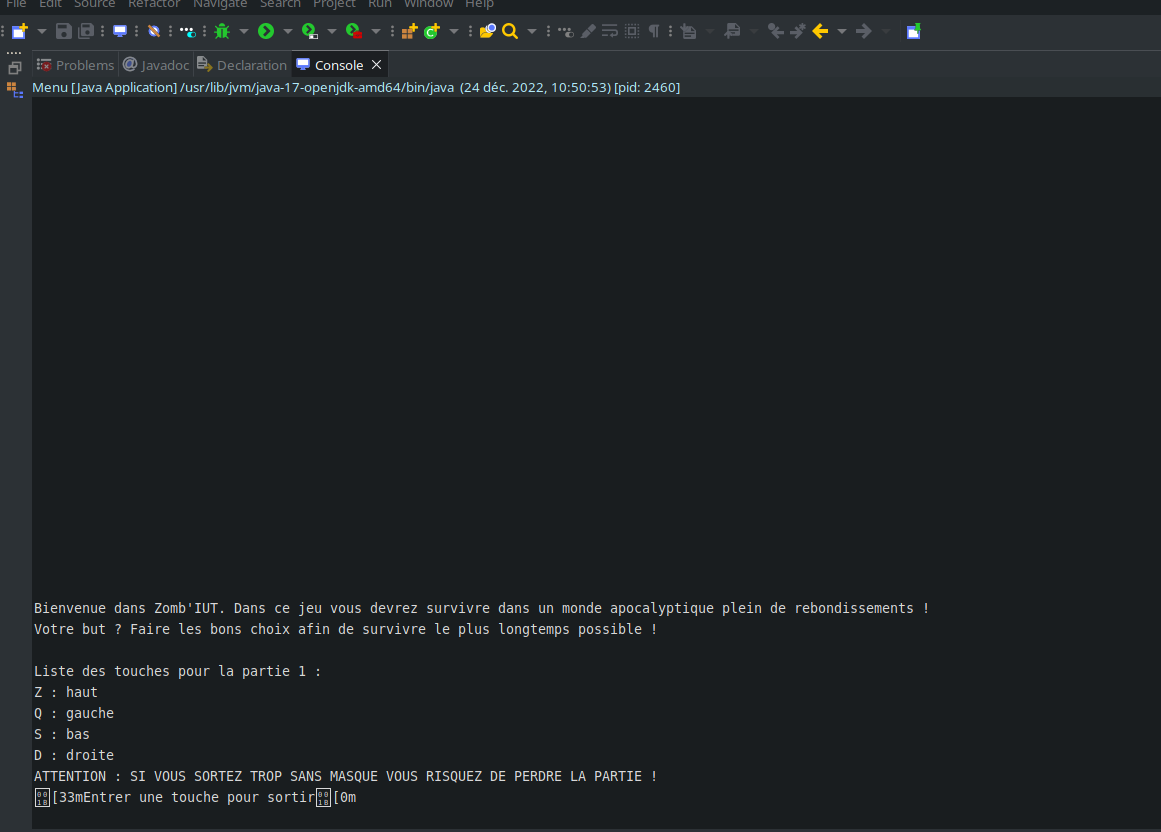 File Edit Source Refactor Navigate Search Project Run Window Help
Problems Javadoc Declaration Console
Menu [Java Application] /usr/lib/jvm/java-17-openjdk-amd64/bin/java (24 déc. 2022, 10:50:53) [pid: 2460]
Bienvenue dans Zomb'IUT. Dans ce jeu vous devrez survivre dans un monde apocalyptique plein de rebondissements !
Votre but ? Faire les bons choix afin de survivre le plus longtemps possible !
Liste des touches pour la partie 1 :
Z : haut
Q : gauche
S : bas
D : droite
ATTENTION : SI VOUS SORTEZ TROP SANS MASQUE VOUS RISQUEZ DE PERDRE LA PARTIE !
[33mEntrer une touche pour sortir[0m